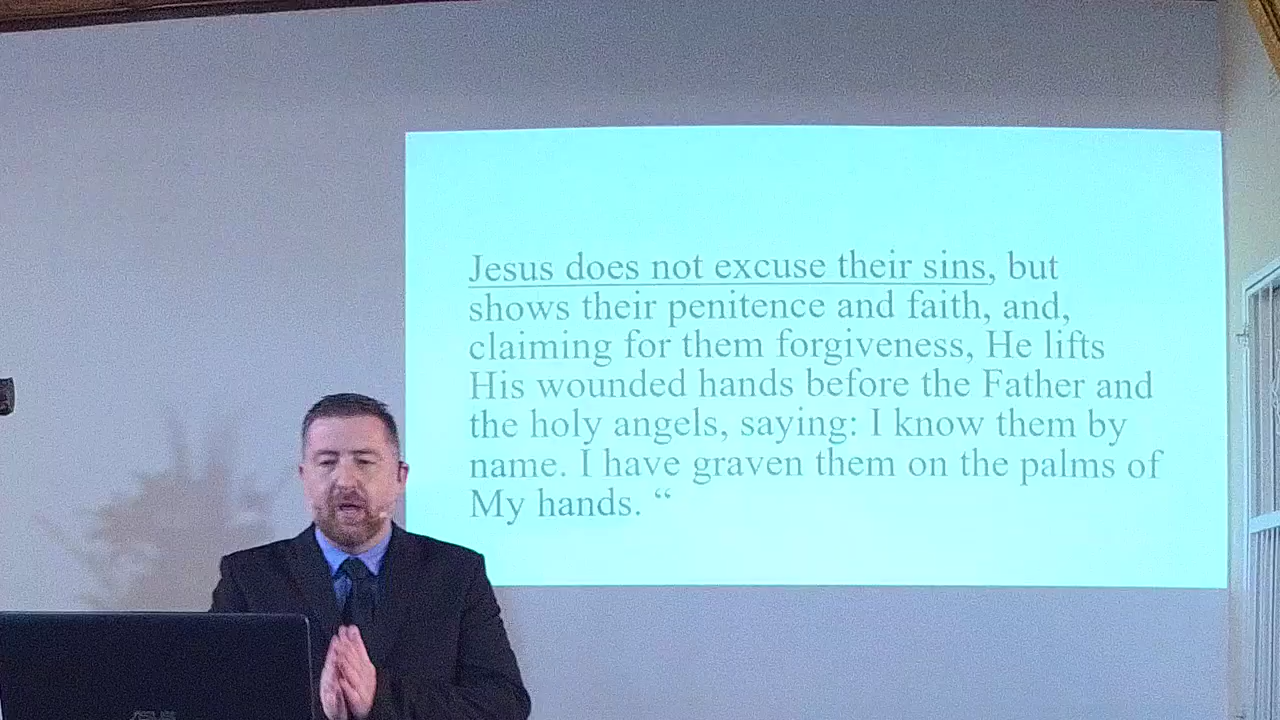 Jesus does not excuse their sins, but
shows their penitence and faith, and,
claiming for them forgiveness, He lifts
His wounded hands before the Father and
the holy angels, saying: I know them by
name. I have graven them on the palms of
My hands. “
ASUS